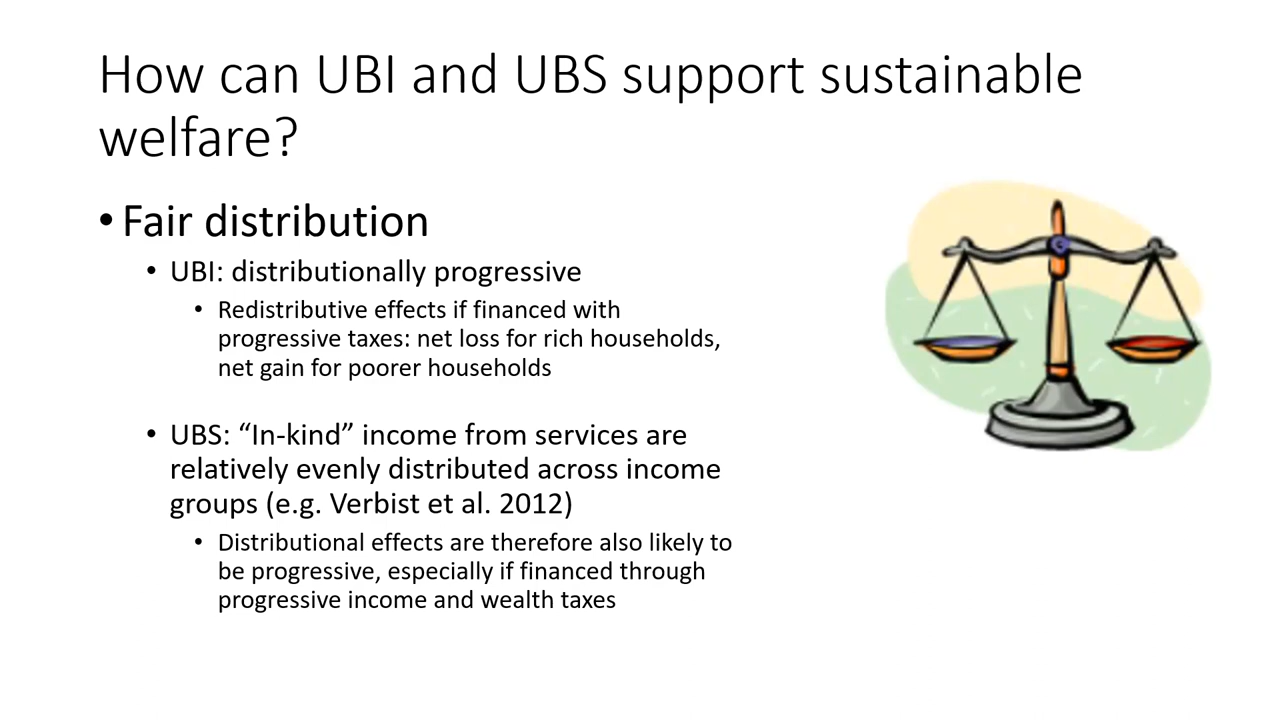 How can UBI and UBS support sustainable
welfare?
• Fair distribution
• UBI: distributionally progressive
• Redistributive effects if financed with
progressive taxes: net loss for rich households,
net gain for poorer households
• UBS: “In-kind” income from services are
relatively evenly distributed across income
groups (e.g. Verbist et al. 2012)
• Distributional effects are therefore also likely to
be progressive, especially if financed through
progressive income and wealth taxes